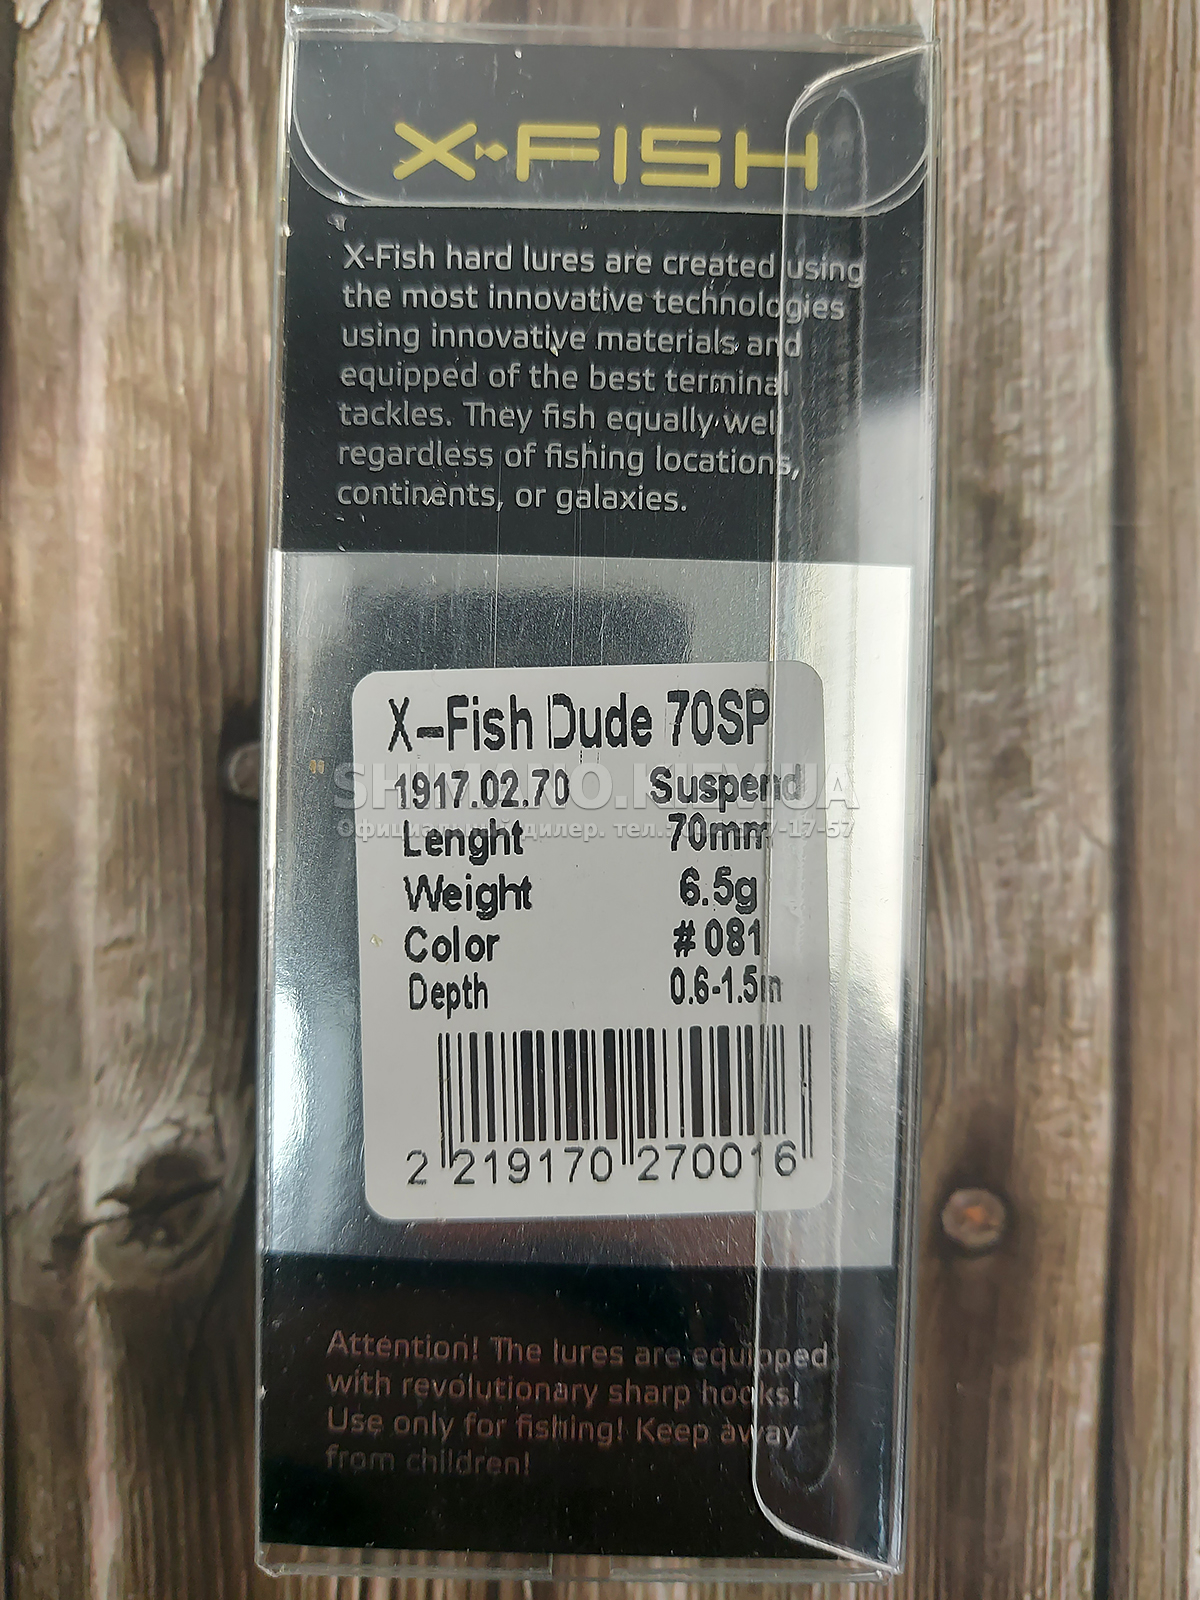 X-FISH
X-Fish hard lures are created using
the most innovative technologies
using innovative materials and
equipped of the best terminal
tackles. They fish equally well
regardless of fishing locations,
continents, or galaxies.
X-Fish Dude 70SP
1917.02.70 Suspend
SHIMANO.KIEV.UA
Официальный дилер. тел.:
Lenght 70mm
Weight 6.5g
Color #081
Depth 0.6-1.5m
2 219170 270016
Attention! The lures are equipped
with revolutionary sharp hooks!
Use only for fishing! Keep away
from children!